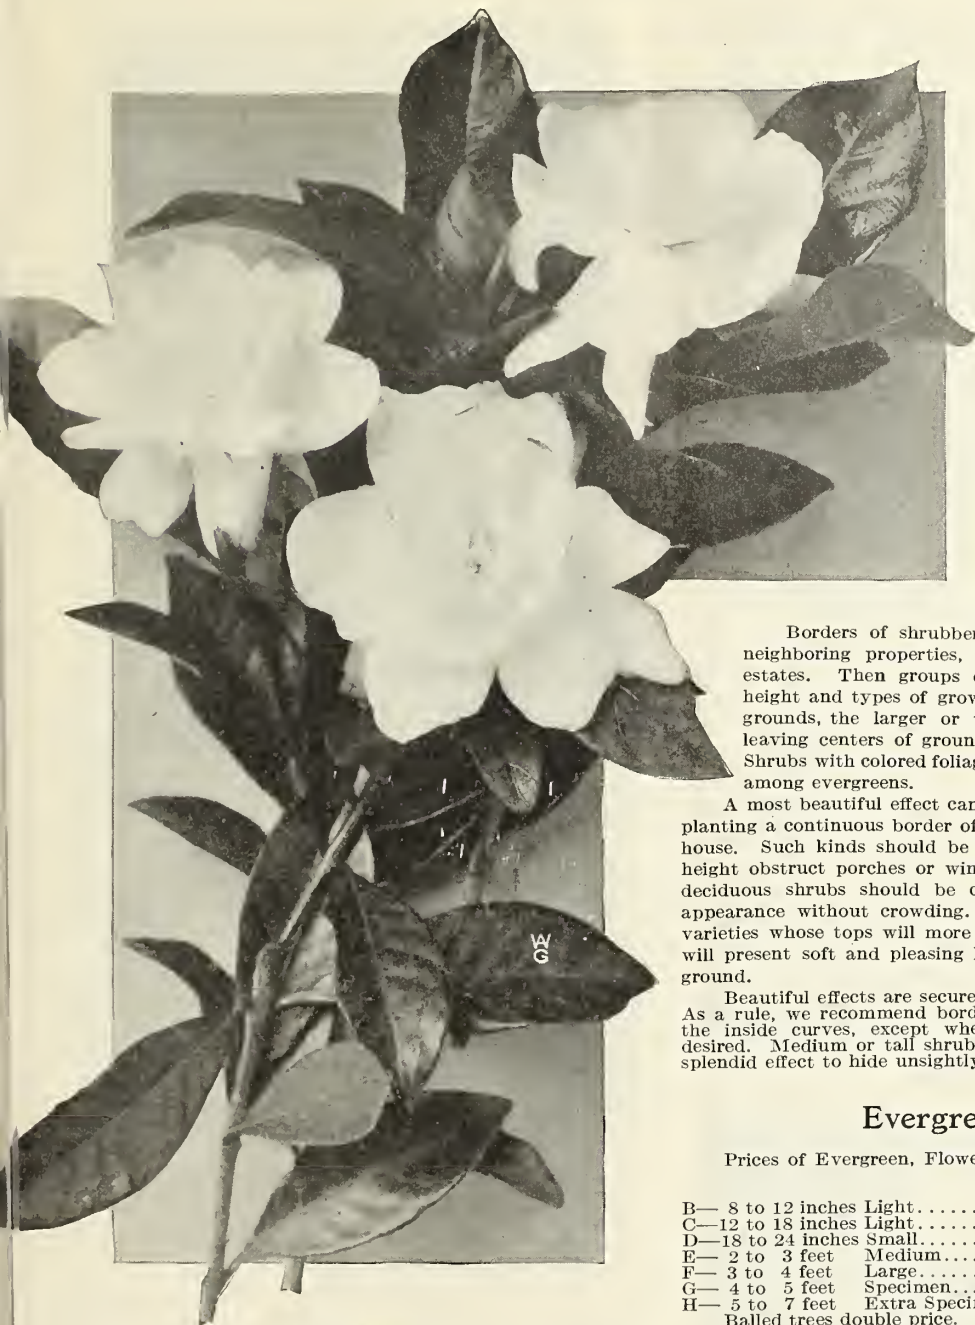 Borders of shrubber
neighboring properties,
estates. Then groups
height and types of grow
grounds, the larger or
leaving centers of groun
Shrubs with colored foliag
among evergreens.
A most beautiful effect can
planting a continuous border of
house. Such kinds should be
height obstruct porches or win
deciduous shrubs should be
appearance without crowding.
varieties whose tops will more
will present soft and pleasing
ground.
Beautiful effects are secure
As a rule, we recommend bord
the inside curves, except whe
desired. Medium or tall shrub
splendid effect to hide unsightly
W
G
Evergre
Prices of Evergreen, Flowe
B— 8 to 12 inches Light......
C—12 to 18 inches Light......
D—18 to 24 inches Small......
E— 2 to 3 feet Medium....
F— 3 to 4 feet Large......
G— 4 to 5 feet Specimen...
H— 5 to 7 feet Extra Speci
Balled trees double price.